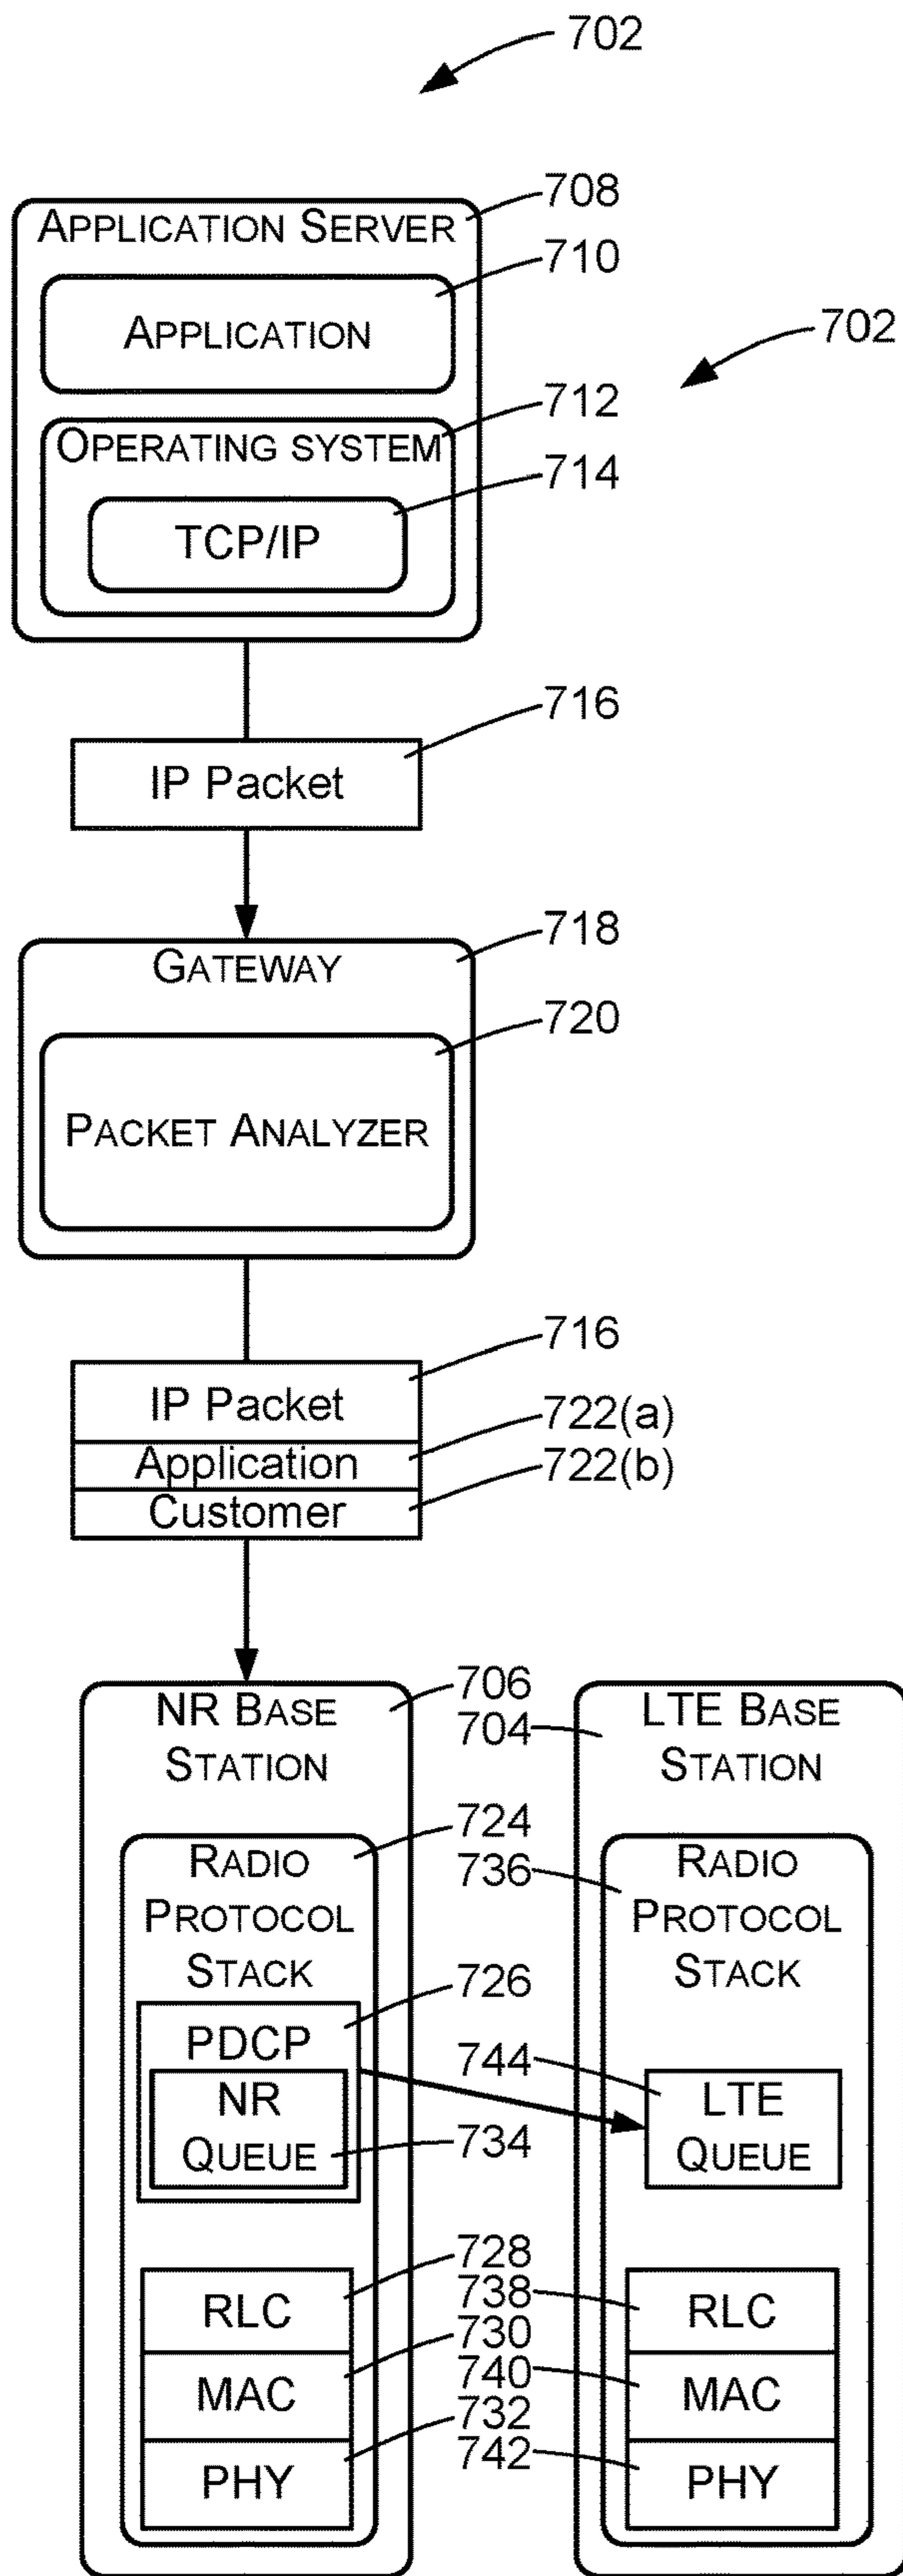 702
708
APPLICATION SERVER
710
APPLICATION
702
712
OPERATING SYSTEM
714
TCP/IP
716
IP Packet
718
GATEWAY
720
PACKET ANALYZER
716
IP Packet
722(a)
Application
722(b)
Customer
706
NR BASE
STATION
704
LTE BASE
STATION
724
RADIO
PROTOCOL
STACK
736
RADIO
PROTOCOL
STACK
726
PDCP
744
NR
QUEUE
734
LTE
QUEUE
728
RLC
738
RLC
730
MAC
740
MAC
732
PHY
742
PHY